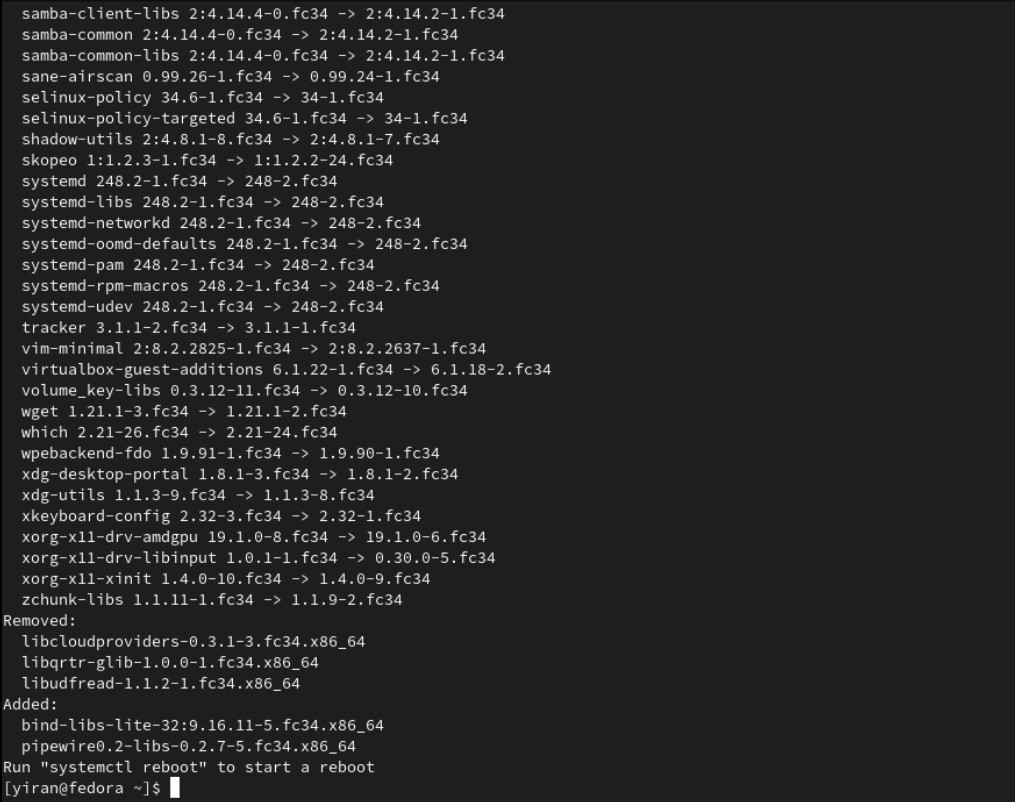 samba-client-libs 2:4.14.4-0.fc34 -> 2:4.14.2-1.fc34
samba-common 2:4.14.4-0.fc34 -> 2:4.14.2-1.fc34
samba-common-libs 2:4.14.4-0.fc34 -> 2:4.14.2-1.fc34
sane-airscan 0.99.26-1.fc34 -> 0.99.24-1.fc34
selinux-policy 34.6-1.fc34 -> 34-1.fc34
selinux-policy-targeted 34.6-1.fc34 -> 34-1.fc34
shadow-utils 2:4.8.1-8.fc34 -> 2:4.8.1-7.fc34
skopeo 1:1.2.3-1.fc34 -> 1:1.2.2-24.fc34
systemd 248.2-1.fc34 -> 248-2.fc34
systemd-libs 248.2-1.fc34 -> 248-2.fc34
systemd-networkd 248.2-1.fc34 -> 248-2.fc34
systemd-oomd-defaults 248.2-1.fc34 -> 248-2.fc34
systemd-pam 248.2-1.fc34 -> 248-2.fc34
systemd-rpm-macros 248.2-1.fc34 -> 248-2.fc34
systemd-udev 248.2-1.fc34 -> 248-2.fc34
tracker 3.1.1-2.fc34 -> 3.1.1-1.fc34
vim-minimal 2:8.2.2825-1.fc34 -> 2:8.2.2637-1.fc34
virtualbox-guest-additions 6.1.22-1.fc34 -> 6.1.18-2.fc34
volume_key-libs 0.3.12-11.fc34 -> 0.3.12-10.fc34
wget 1.21.1-3.fc34 -> 1.21.1-2.fc34
which 2.21-26.fc34 -> 2.21-24.fc34
wpebackend-fdo 1.9.91-1.fc34 -> 1.9.90-1.fc34
xdg-desktop-portal 1.8.1-3.fc34 -> 1.8.1-2.fc34
xdg-utils 1.1.3-9.fc34 -> 1.1.3-8.fc34
xkeyboard-config 2.32-3.fc34 -> 2.32-1.fc34
xorg-x11-drv-amdgpu 19.1.0-8.fc34 -> 19.1.0-6.fc34
xorg-x11-drv-libinput 1.0.1-1.fc34 -> 0.30.0-5.fc34
xorg-x11-xinit 1.4.0-10.fc34 -> 1.4.0-9.fc34
zchunk-libs 1.1.11-1.fc34 -> 1.1.9-2.fc34
Removed:
libcloudproviders-0.3.1-3.fc34.x86_64
libqrtr-glib-1.0.0-1.fc34.x86_64
libudfread-1.1.2-1.fc34.x86_64
Added:
bind-libs-lite-32:9.16.11-5.fc34.x86_64
pipewire0.2-libs-0.2.7-5.fc34.x86_64
Run "systemctl reboot" to start a reboot
[yiran@fedora ~]$